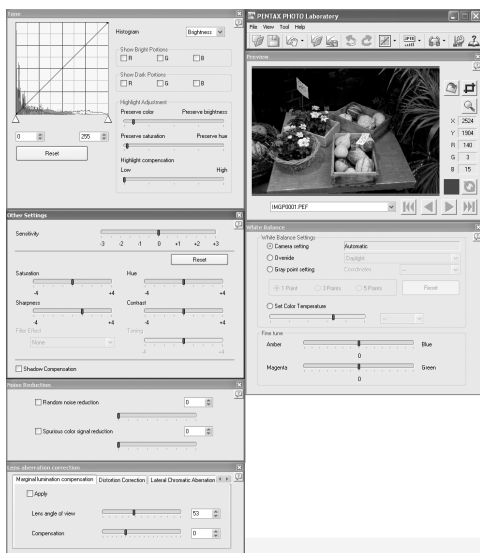 Tone
Histogram Brightness
Show Bright Portions
R G B
Show Dark Portions
R G B
Highlight Adjustment
Preserve color Preserve brightness
Preserve saturation Preserve hue
Highlight compensation
Low High
0 255
Reset
Other Settings
Sensitivity
-3 -2 -1 0 +1 +2 +3
Reset
Saturation Hue
-4 +4 -4 +4
Sharpness Contrast
-4 +4 -4 +4
Filter Effect Toning
None
-4 +4
Shadow Compensation
Noise Reduction
Random noise reduction 0
Spurious color signal reduction 0
Lens aberration correction
Marginal lumination compensation Distortion Correction Lateral Chromatic Aberration
Apply
Lens angle of view 53
Compensation 0
PENTAX PHOTO Laboratory
File View Tool Help
IPTC
Preview
X 2524
Y 1904
R 140
G 3
B 15
IMGP0001.PEF
White Balance
White Balance Settings
Camera setting Automatic
Override Daylight
Gray point setting Coordinates ---
1 Point 3 Points 5 Points Reset
Set Color Temperature
--
Fine tune
Amber Blue
0
Magenta Green
0